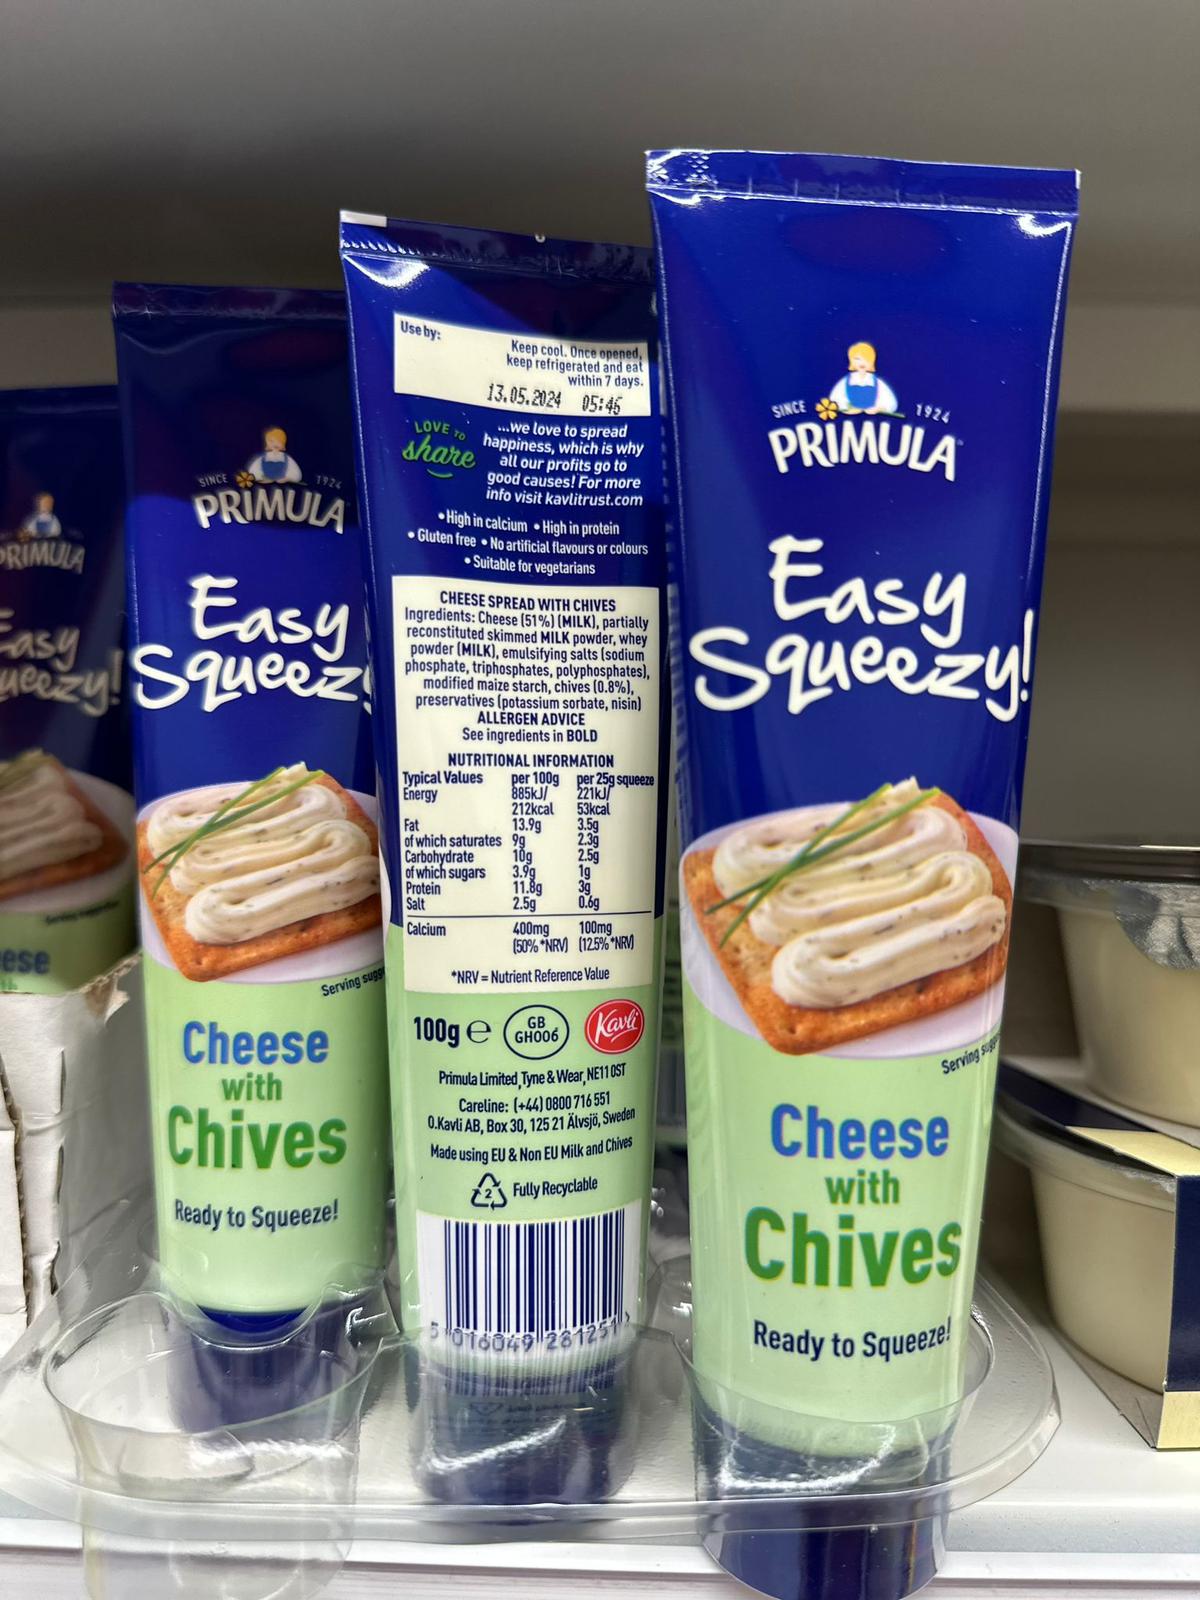 PRIMULA
Easy
SINCE 1924
PRIMULA
Easy
Squeezy
Cheese
with
Chives
Ready to Squeeze!
Use by:
Keep cool. Once opened,
keep refrigerated and eat
within 7 days.
13.05.2024 05:46
LOVE TO
share
...we love to spread
happiness, which is why
all our profits go to
good causes! For more
info visit kavlitrust.com
• High in calcium • High in protein
• Gluten free • No artificial flavours or colours
• Suitable for vegetarians
CHEESE SPREAD WITH CHIVES
Ingredients: Cheese (51%) (MILK), partially
reconstituted skimmed MILK powder, whey
powder (MILK), emulsifying salts (sodium
phosphate, triphosphates, polyphosphates),
modified maize starch, chives (0.8%),
preservatives (potassium sorbate, nisin)
ALLERGEN ADVICE
See ingredients in BOLD
NUTRITIONAL INFORMATION
Typical Values per 100g per 25g squeeze
Energy 885kJ/ 221kJ/
212kcal 53kcal
Fat 13.9g 3.5g
of which saturates 9g 2.3g
Carbohydrate 10g 2.5g
of which sugars 3.9g 1g
Protein 11.8g 3g
Salt 2.5g 0.6g
Calcium 400mg 100mg
(50% *NRV) (12.5% *NRV)
*NRV = Nutrient Reference Value
100g ℮ GB GH006 Kavli
Primula Limited, Tyne & Wear, NE11 0ST
Careline: (+44) 0800 716 551
O.Kavli AB, Box 30, 125 21 Älvsjö, Sweden
Made using EU & Non EU Milk and Chives
2 Fully Recyclable
5 016049 281251 >
SINCE 1924
PRIMULA
Easy
Squeezy!
Serving
Cheese
with
Chives
Ready to Squeeze!